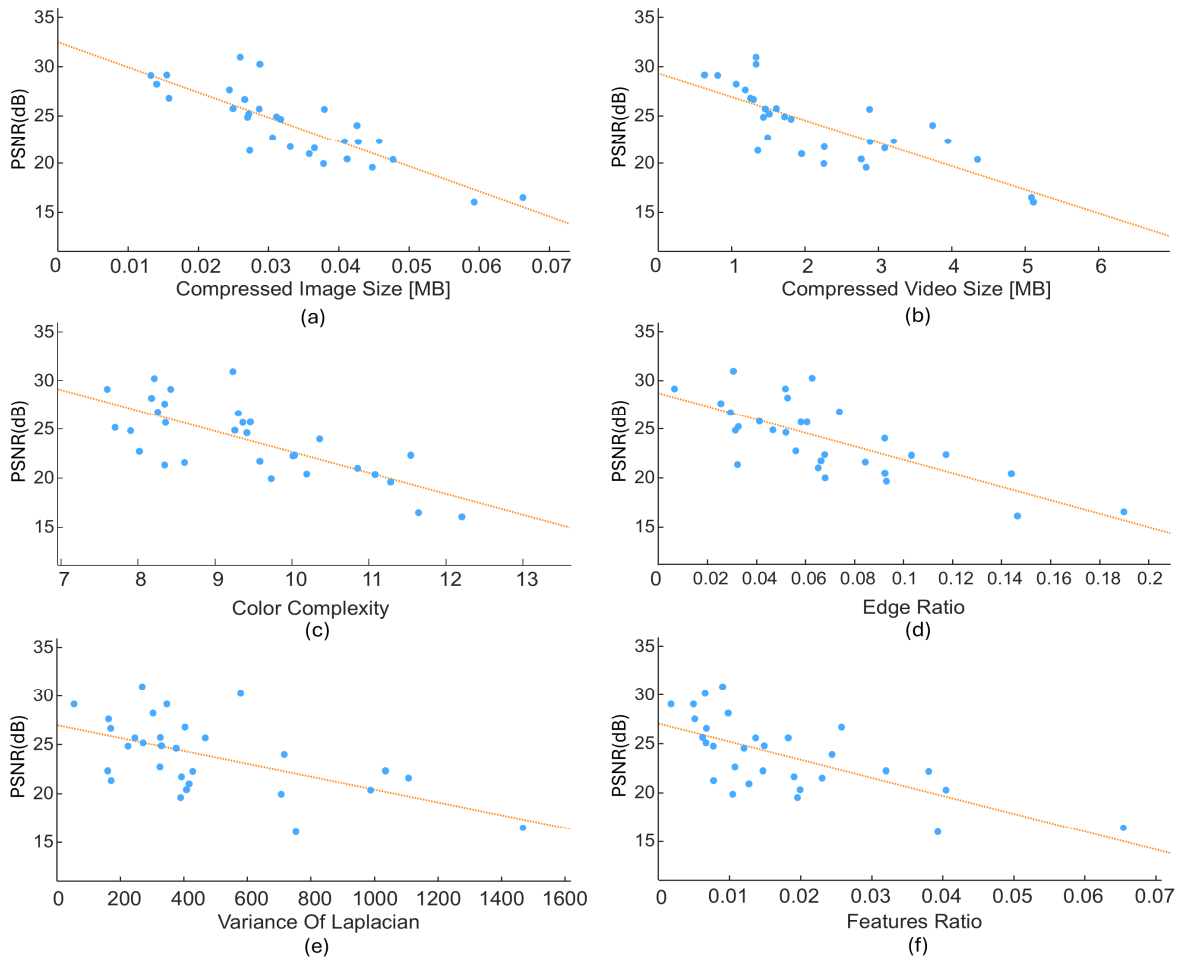 35
30
25
20
15
PSNR(dB)
0 0.01 0.02 0.03 0.04 0.05 0.06 0.07
Compressed Image Size [MB]
(a)
35
30
25
20
15
PSNR(dB)
0 1 2 3 4 5 6
Compressed Video Size [MB]
(b)
35
30
25
20
15
PSNR(dB)
7 8 9 10 11 12 13
Color Complexity
(c)
35
30
25
20
15
PSNR(dB)
0 0.02 0.04 0.06 0.08 0.1 0.12 0.14 0.16 0.18 0.2
Edge Ratio
(d)
35
30
25
20
15
PSNR(dB)
0 200 400 600 800 1000 1200 1400 1600
Variance Of Laplacian
(e)
35
30
25
20
15
PSNR(dB)
0 0.01 0.02 0.03 0.04 0.05 0.06 0.07
Features Ratio
(f)